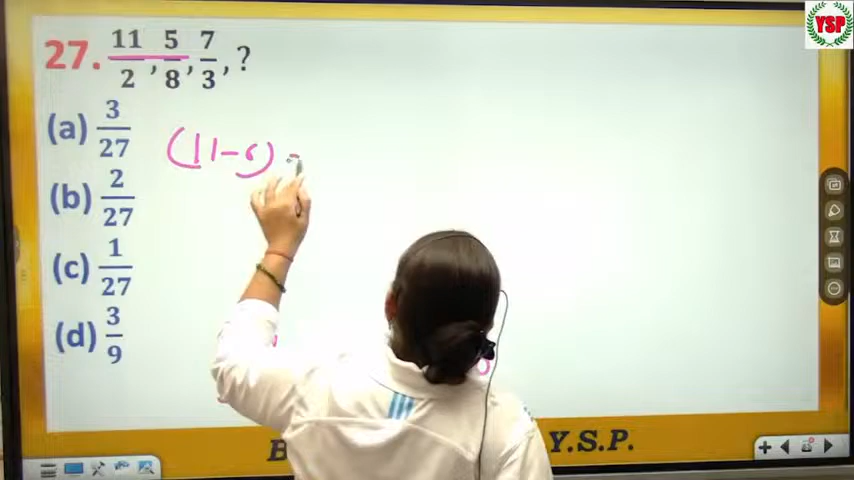 YSP
27. 11/2, 5/8, 7/3, ?
(a) 3/27
(11-6) =
(b) 2/27
(c) 1/27
(d) 3/9
B
Y.S.P.